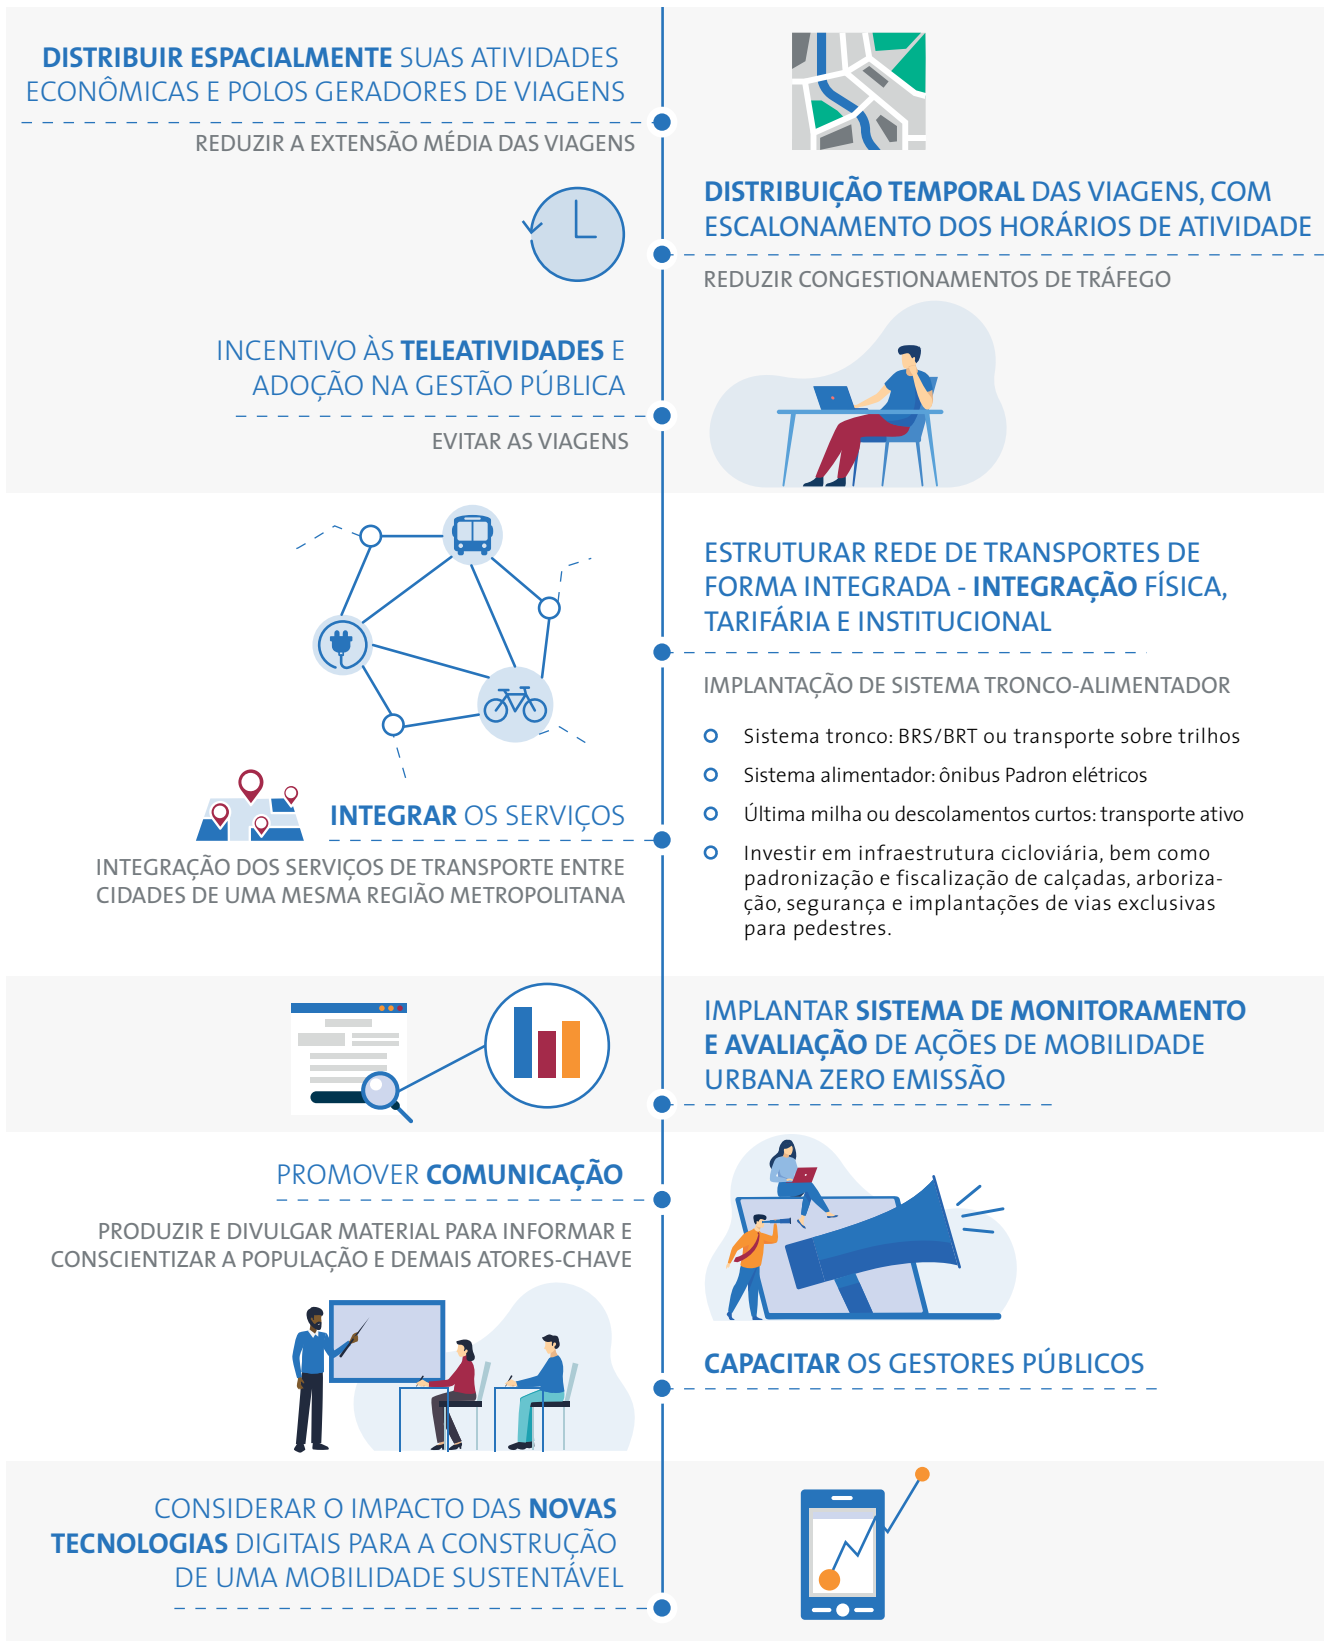 DISTRIBUIR ESPACIALMENTE SUAS ATIVIDADES
ECONÔMICAS E POLOS GERADORES DE VIAGENS
REDUZIR A EXTENSÃO MÉDIA DAS VIAGENS
DISTRIBUIÇÃO TEMPORAL DAS VIAGENS, COM
ESCALONAMENTO DOS HORÁRIOS DE ATIVIDADE
REDUZIR CONGESTIONAMENTOS DE TRÁFEGO
INCENTIVO ÀS TELEATIVIDADES E
ADOÇÃO NA GESTÃO PÚBLICA
EVITAR AS VIAGENS
ESTRUTURAR REDE DE TRANSPORTES DE
FORMA INTEGRADA - INTEGRAÇÃO FÍSICA,
TARIFÁRIA E INSTITUCIONAL
IMPLANTAÇÃO DE SISTEMA TRONCO-ALIMENTADOR
Sistema tronco: BRS/BRT ou transporte sobre trilhos
Sistema alimentador: ônibus Padron elétricos
Última milha ou descolamentos curtos: transporte ativo
Investir em infraestrutura cicloviária, bem como
padronização e fiscalização de calçadas, arboriza-
ção, segurança e implantações de vias exclusivas
para pedestres.
INTEGRAR OS SERVIÇOS
INTEGRAÇÃO DOS SERVIÇOS DE TRANSPORTE ENTRE
CIDADES DE UMA MESMA REGIÃO METROPOLITANA
IMPLANTAR SISTEMA DE MONITORAMENTO
E AVALIAÇÃO DE AÇÕES DE MOBILIDADE
URBANA ZERO EMISSÃO
PROMOVER COMUNICAÇÃO
PRODUZIR E DIVULGAR MATERIAL PARA INFORMAR E
CONSCIENTIZAR A POPULAÇÃO E DEMAIS ATORES-CHAVE
CAPACITAR OS GESTORES PÚBLICOS
CONSIDERAR O IMPACTO DAS NOVAS
TECNOLOGIAS DIGITAIS PARA A CONSTRUÇÃO
DE UMA MOBILIDADE SUSTENTÁVEL